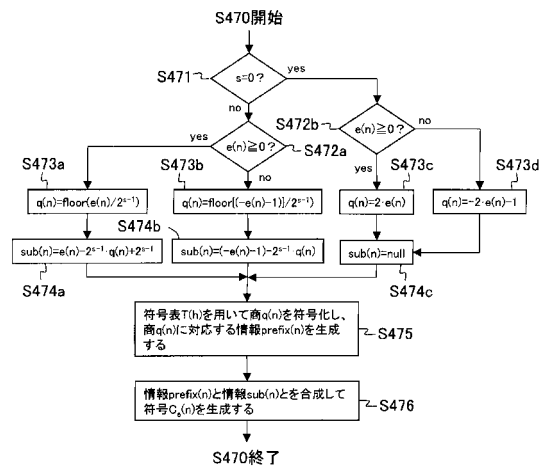 S470開始
S471
s=0?
yes
no
S472b
e(n)≧0?
no
yes
yes
e(n)≧0?
S472a
no
S473a
S473b
S473c
S473d
q(n)=floor(e(n)/2^{s-1})
q(n)=floor[{(-e(n)-1)}/2^{s-1}]
q(n)=2·e(n)
q(n)=-2·e(n)-1
S474b
sub(n)=e(n)-2^{s-1}·q(n)+2^{s-1}
sub(n)=(-e(n)-1)-2^{s-1}·q(n)
sub(n)=null
S474a
S474c
符号表T(h)を用いて商q(n)を符号化し、
商q(n)に対応する情報prefix(n)を生成
する
S475
情報prefix(n)と情報sub(n)とを合成して
符号C_e(n)を生成する
S476
S470終了